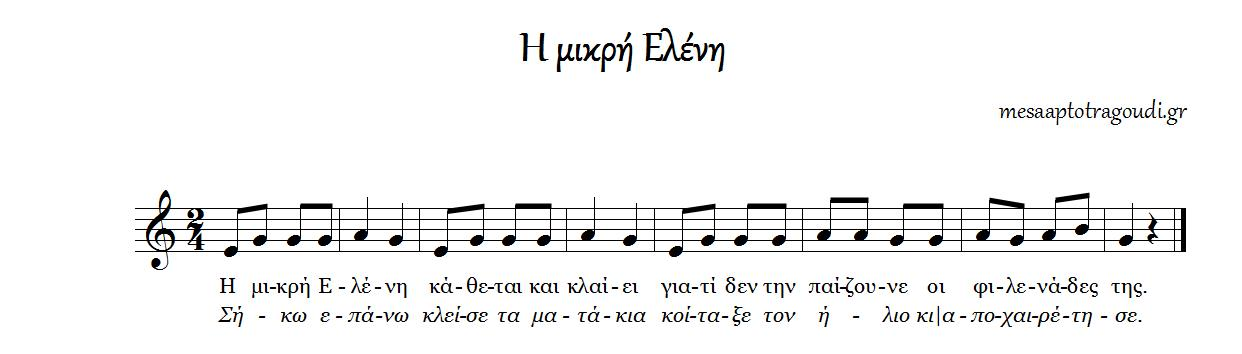 Η μικρή Ελένη
mesaaptotragoudi.gr
2
4
Η μι-κρή Ε - λέ - νη κά-θε-ται και κλαί-ει για-τί δεν την παί-ζου-νε οι φι-λε-νά-δες της.
Σή - κω ε - πά-νω κλεί-σε τα μα - τά-κια κοί-τα-ξε τον ή - λιο κι|α-πο-χαι-ρέ-τη - σε.